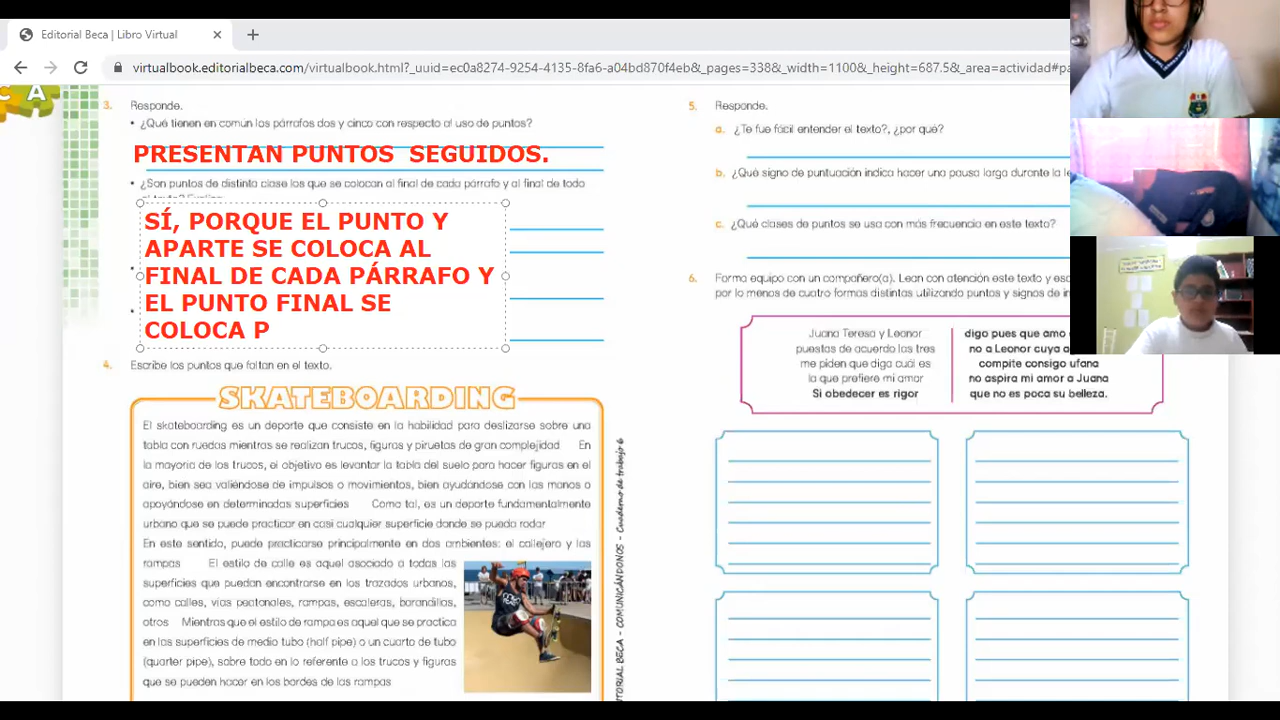 Editorial Beca | Libro Virtual
virtualbook.editorialbeca.com/virtualbook.html?_uuid=ec0a8274-9254-4135-8fa6-a04bd870f4eb&_pages=338&_width=1100&_height=687.5&_area=actividad#pa
C A
3. Responde.
• ¿Qué tienen en común los párrafos dos y cinco con respecto al uso de puntos?
PRESENTAN PUNTOS SEGUIDOS.
• ¿Son puntos de distinta clase los que se colocan al final de cada párrafo y al final de todo
SÍ, PORQUE EL PUNTO Y
APARTE SE COLOCA AL
FINAL DE CADA PÁRRAFO Y
EL PUNTO FINAL SE
COLOCA P
4. Escribe los puntos que faltan en el texto.
SKATEBOARDING
El skateboarding es un deporte que consiste en la habilidad para deslizarse sobre una
tabla con ruedas mientras se realizan trucos, figuras y piruetas de gran complejidad En
la mayoría de los trucos, el objetivo es levantar la tabla del suelo para hacer figuras en el
aire, bien sea valiéndose de impulsos o movimientos, bien ayudándose con las manos o
apoyándose en determinadas superficies Como tal, es un deporte fundamentalmente
urbano que se puede practicar en casi cualquier superficie donde se pueda rodar
En este sentido, puede practicarse principalmente en dos ambientes: el callejero y las
rampas El estilo de calle es aquel asociado a todas las
superficies que puedan encontrarse en los trazados urbanos,
como calles, vías peatonales, rampas, escaleras, barandillas,
otros Mientras que el estilo de rampa es aquel que se practica
en las superficies de medio tubo (half pipe) o un cuarto de tubo
(quarter pipe), sobre todo en lo referente a los trucos y figuras
que se pueden hacer en los bordes de las rampas
ITORIAL BECA - COMUNICÁNDONOS - Cuaderno de trabajo 6
5. Responde.
a. ¿Te fue fácil entender el texto?, ¿por qué?
b. ¿Qué signo de puntuación indica hacer una pausa larga durante la le
c. ¿Qué clases de puntos se usa con más frecuencia en este texto?
6. Forma equipo con un compañero(a). Lean con atención este texto y esc
por lo menos de cuatro formas distintas utilizando puntos y signos de in
Juana Teresa y Leonor
puestas de acuerdo las tres
me piden que diga cuál es
la que prefiere mi amor
Si obedecer es rigor
digo pues que amo
no a Leonor cuya a
compite consigo ufana
no aspira mi amor a Juana
que no es poca su belleza.